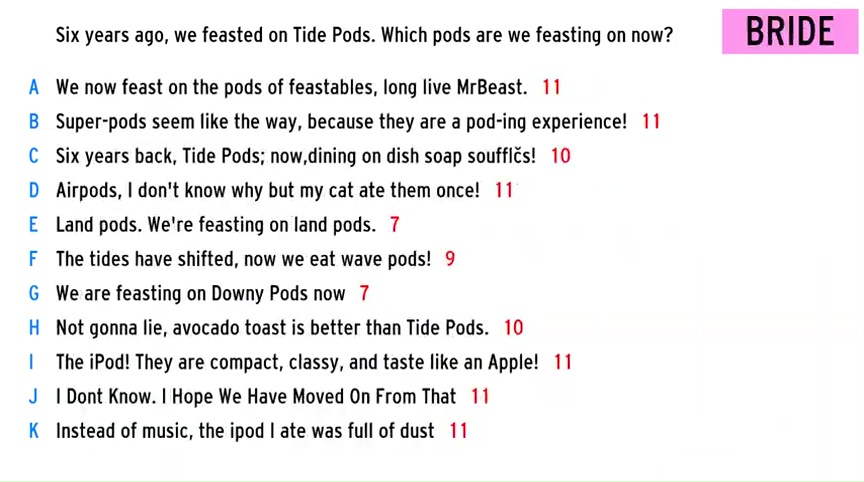 Six years ago, we feasted on Tide Pods. Which pods are we feasting on now?
BRIDE
A We now feast on the pods of feastables, long live MrBeast. 11
B Super-pods seem like the way, because they are a pod-ing experience! 11
C Six years back, Tide Pods; now,dining on dish soap soufflčs! 10
D Airpods, I don't know why but my cat ate them once! 11
E Land pods. We're feasting on land pods. 7
F The tides have shifted, now we eat wave pods! 9
G We are feasting on Downy Pods now 7
H Not gonna lie, avocado toast is better than Tide Pods. 10
I The iPod! They are compact, classy, and taste like an Apple! 11
J I Dont Know. I Hope We Have Moved On From That 11
K Instead of music, the ipod I ate was full of dust 11